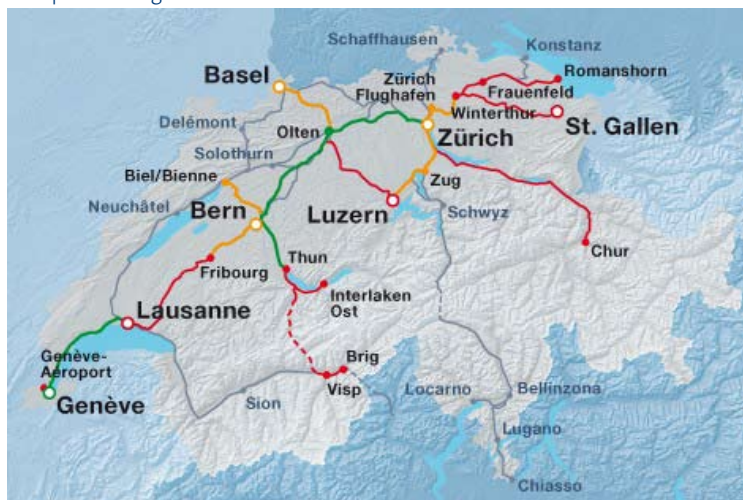 Schaffhausen
Konstanz
Basel
Zürich
Flughafen
Romanshorn
Frauenfeld
Winterthur
Delémont
Olten
Zürich
St. Gallen
Solothurn
Biel/Bienne
Zug
Neuchâtel
Bern
Luzern
Schwyz
Chur
Fribourg
Thun
Interlaken
Ost
Lausanne
Genève-
Aéroport
Brig
Visp
Genève
Sion
Locarno
Bellinzona
Lugano
Chiasso